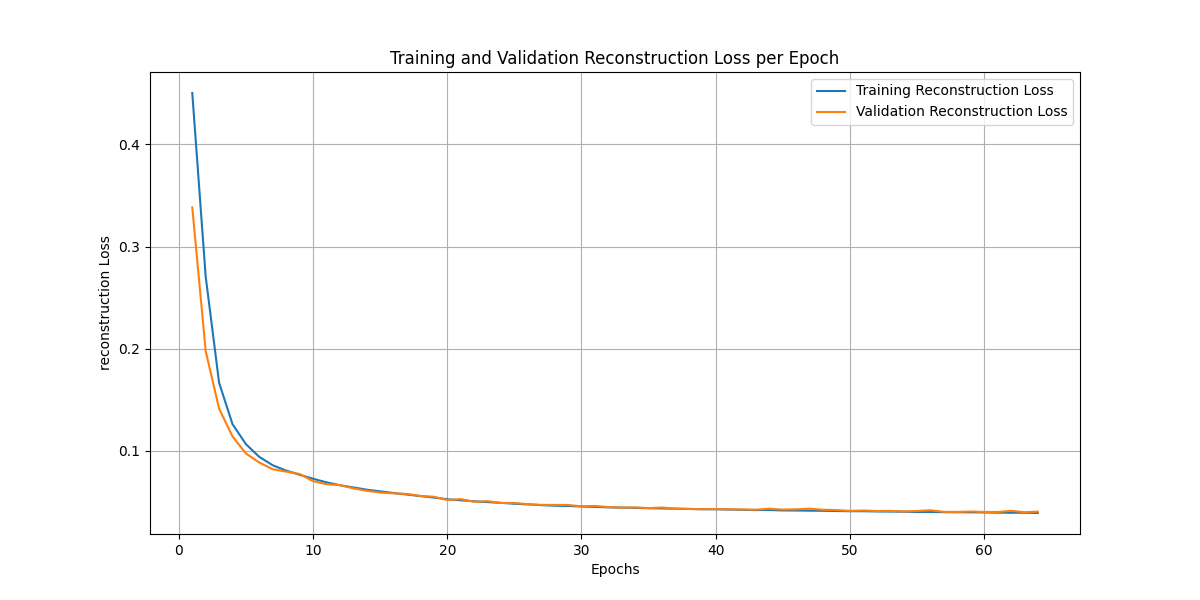 Training and Validation Reconstruction Loss per Epoch
Training Reconstruction Loss
Validation Reconstruction Loss
reconstruction Loss
0.4
0.3
0.2
0.1
0 10 20 30 40 50 60
Epochs